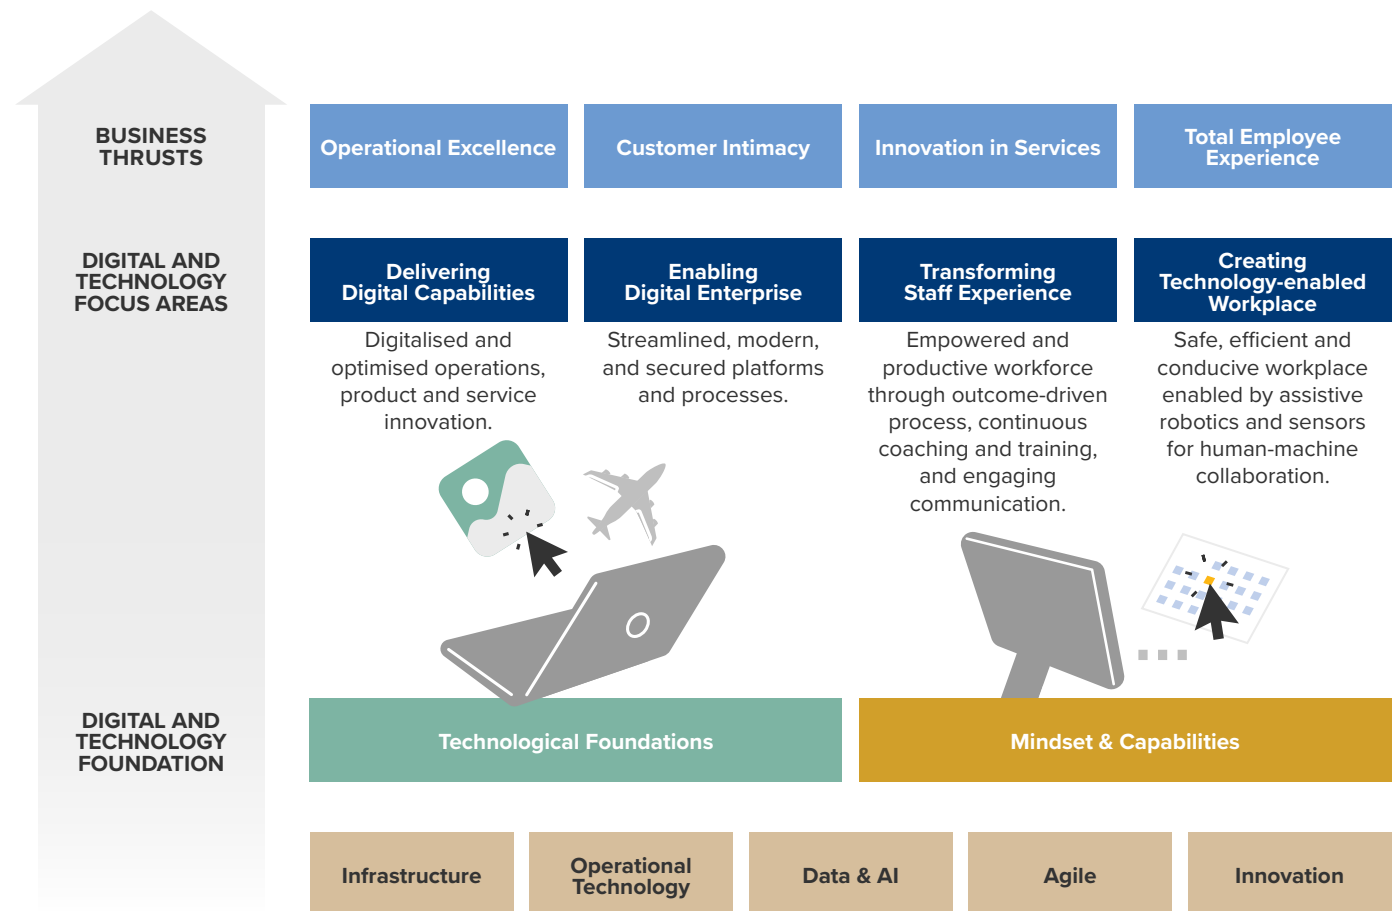 BUSINESS
THRUSTS
Operational Excellence
Customer Intimacy
Innovation in Services
Total Employee
Experience
DIGITAL AND
TECHNOLOGY
FOCUS AREAS
Delivering
Digital Capabilities
Digitalised and
optimised operations,
product and service
innovation.
Enabling
Digital Enterprise
Streamlined, modern,
and secured platforms
and processes.
Transforming
Staff Experience
Empowered and
productive workforce
through outcome-driven
process, continuous
coaching and training,
and engaging
communication.
Creating
Technology-enabled
Workplace
Safe, efficient and
conducive workplace
enabled by assistive
robotics and sensors
for human-machine
collaboration.
DIGITAL AND
TECHNOLOGY
FOUNDATION
Technological Foundations
Mindset & Capabilities
Infrastructure
Operational
Technology
Data & AI
Agile
Innovation